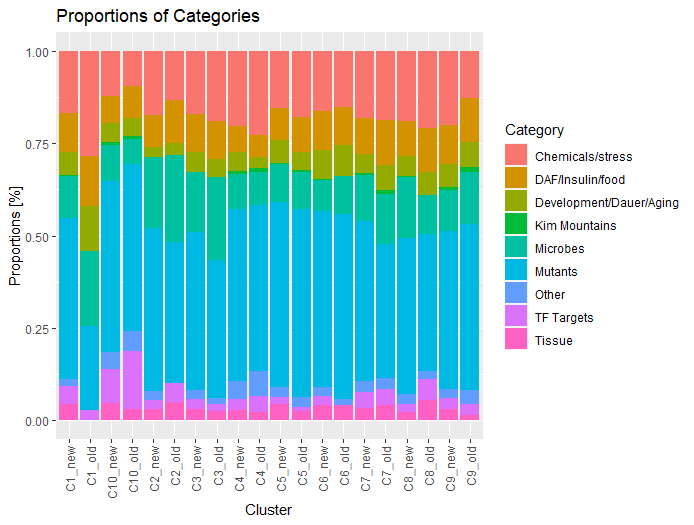 Proportions of Categories
Proportions [%]
1.00
0.75
0.50
0.25
0.00
C1_new
C1_old
C10_new
C10_old
C2_new
C2_old
C3_new
C3_old
C4_new
C4_old
C5_new
C5_old
C6_new
C6_old
C7_new
C7_old
C8_new
C8_old
C9_new
C9_old
Cluster
Category
Chemicals/stress
DAF/Insulin/food
Development/Dauer/Aging
Kim Mountains
Microbes
Mutants
Other
TF Targets
Tissue